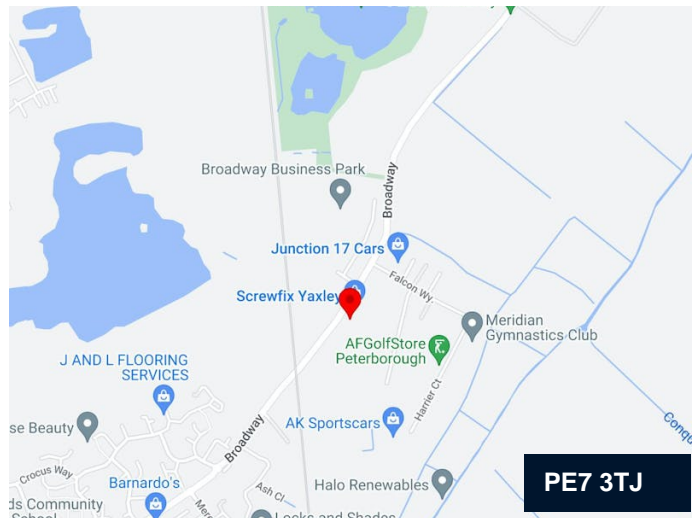 Broadway Business Park
Broadway
Junction 17 Cars
Falcon Wy
Screwfix Yaxley
Meridian
Gymnastics Club
AFGolfStore
Peterborough
J AND L FLOORING
SERVICES
Harrier Ct
AK Sportscars
se Beauty
Broadway
Conq
Crocus Way
Barnardo's
Ash Cl
Halo Renewables
PE7 3TJ
ds Community
School
Locks and Shades